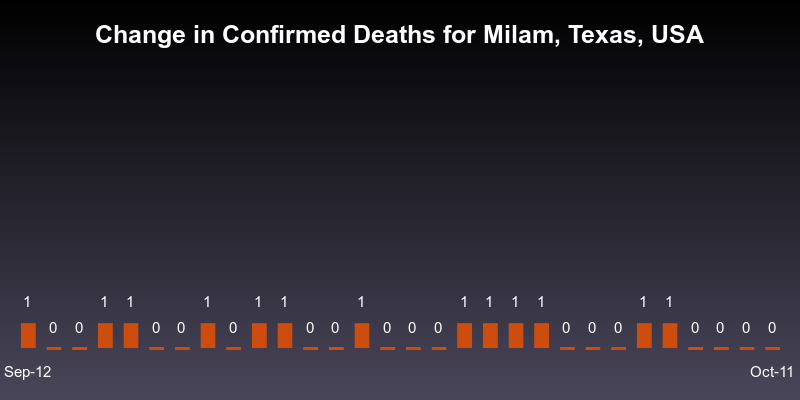 Change in Confirmed Deaths for Milam, Texas, USA
1 0 0 1 1 0 0 1 0 1 1 0 0 1 0 0 0 1 1 1 1 0 0 0 1 1 0 0 0 0
Sep-12 Oct-11